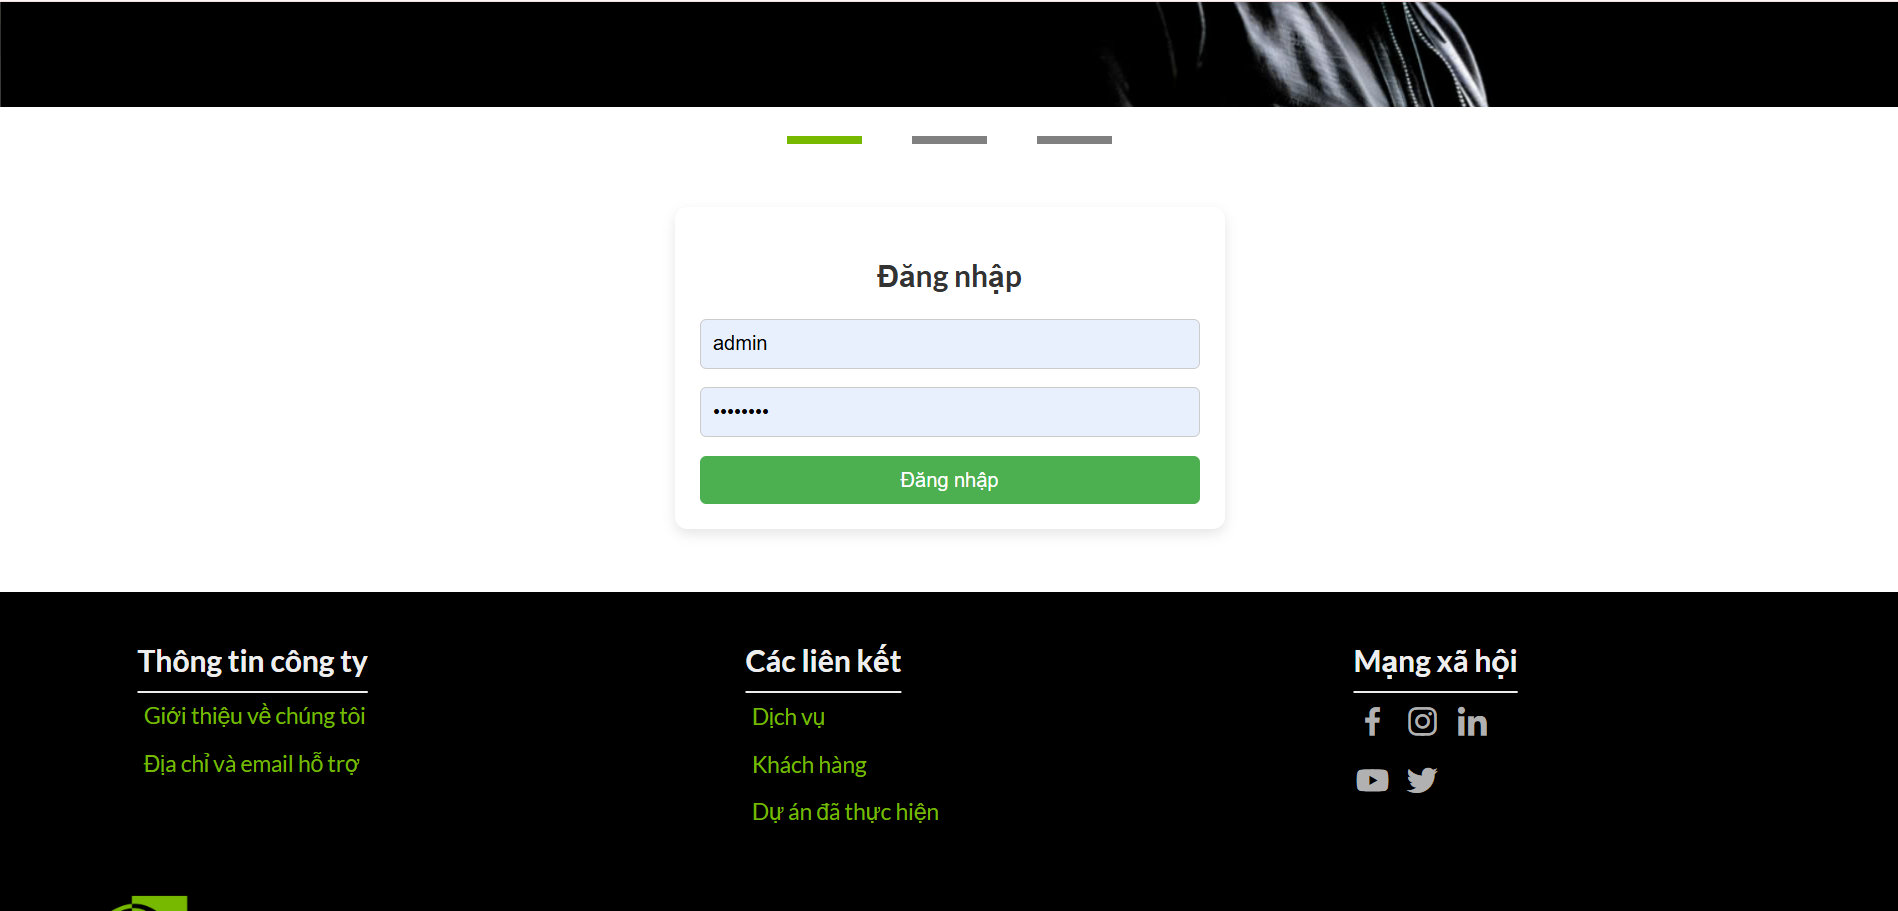 Đăng nhập
admin
••••••••
Đăng nhập
Thông tin công ty
Giới thiệu về chúng tôi
Địa chỉ và email hỗ trợ
Các liên kết
Dịch vụ
Khách hàng
Dự án đã thực hiện
Mạng xã hội